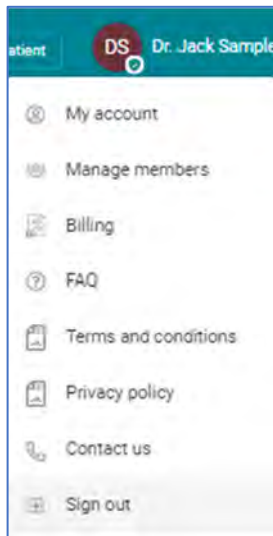 atient
DS Dr. Jack Sample
My account
Manage members
Billing
FAQ
Terms and conditions
Privacy policy
Contact us
Sign out